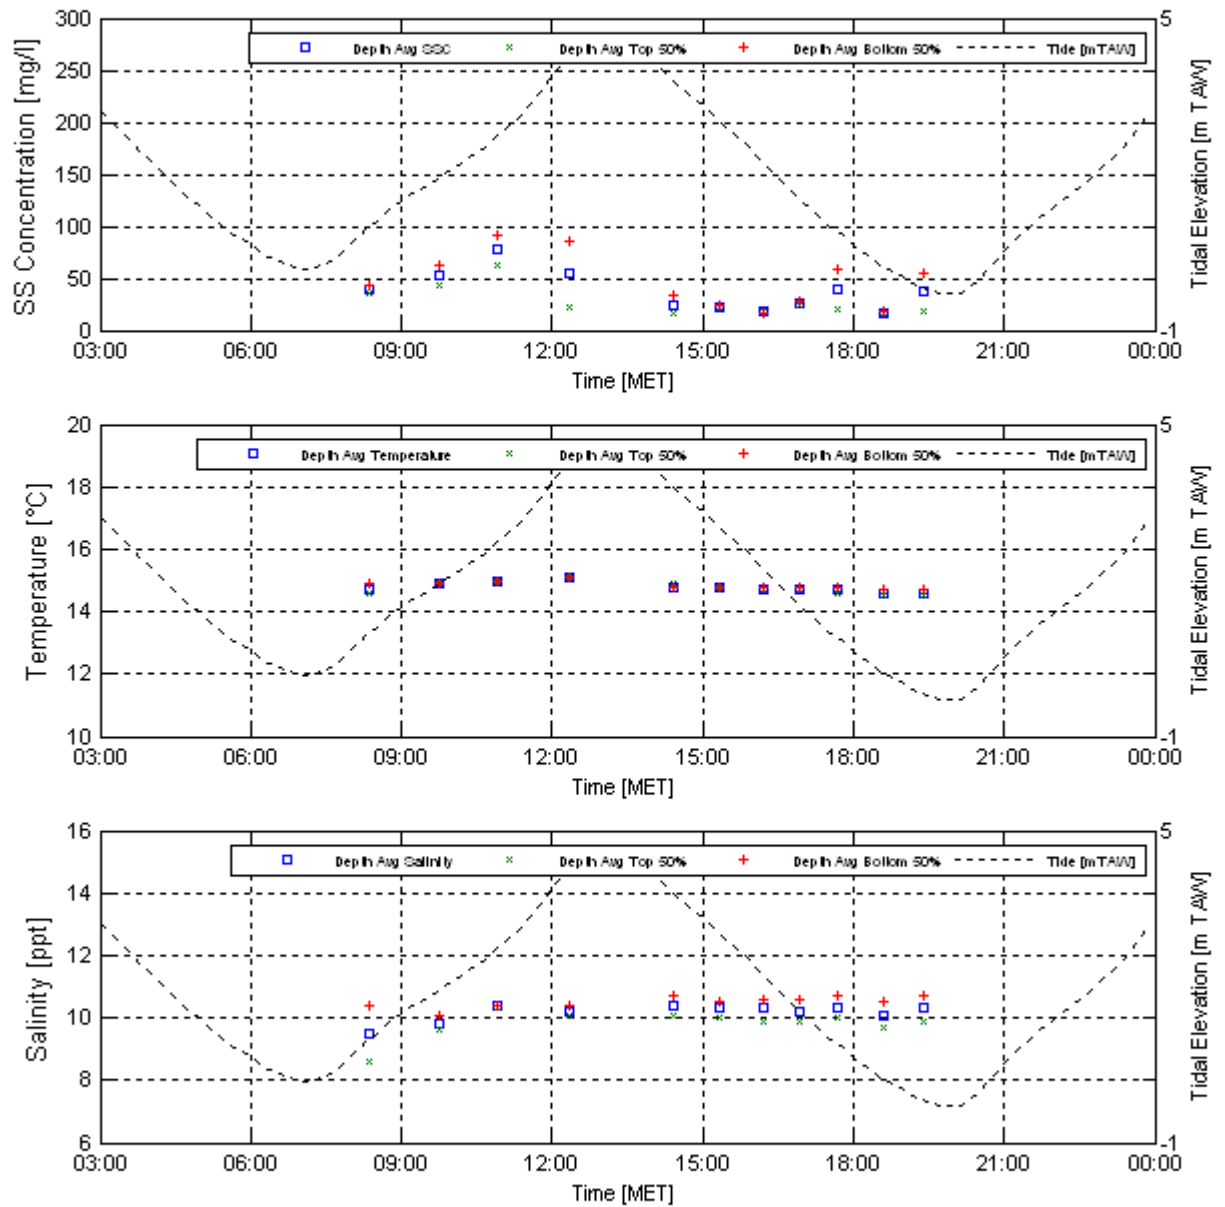 300
5
Depth Avg SSC
Depth Avg Top 50%
Depth Avg Bottom 50%
Tide [mTAW]
250
200
150
100
50
0
-1
SS Concentration [mg/l]
Tidal Elevation [m TAW]
03:00
06:00
09:00
12:00
15:00
18:00
21:00
00:00
Time [MET]
20
5
Depth Avg Temperature
Depth Avg Top 50%
Depth Avg Bottom 50%
Tide [mTAW]
18
16
14
12
10
-1
Temperature [°C]
Tidal Elevation [m TAW]
03:00
06:00
09:00
12:00
15:00
18:00
21:00
00:00
Time [MET]
16
5
Depth Avg Salinity
Depth Avg Top 50%
Depth Avg Bottom 50%
Tide [mTAW]
14
12
10
8
6
-1
Salinity [ppt]
Tidal Elevation [m TAW]
03:00
06:00
09:00
12:00
15:00
18:00
21:00
00:00
Time [MET]